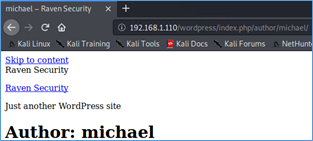 michael – Raven Security
192.168.1.110/wordpress/index.php/author/michael/
Kali Linux Kali Training Kali Tools Kali Docs Kali Forums NetHunt
Skip to content
Raven Security
Raven Security
Just another WordPress site
Author: michael